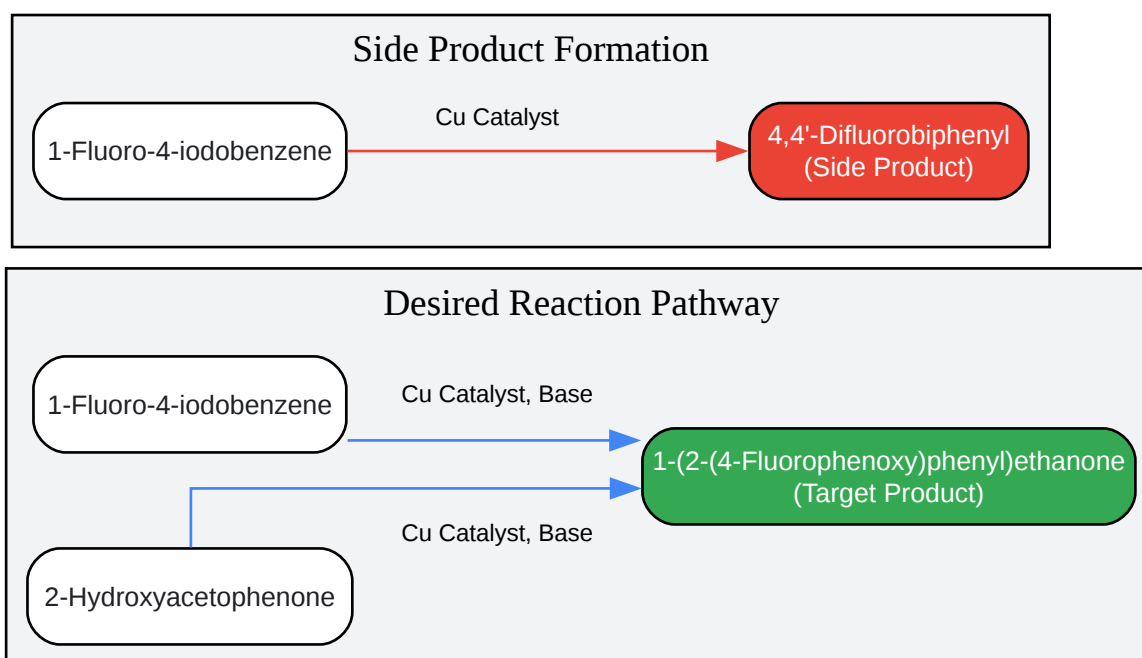 Side Product Formation
Cu Catalyst
1-Fluoro-4-iodobenzene
4,4'-Difluorobiphenyl
(Side Product)
Desired Reaction Pathway
1-Fluoro-4-iodobenzene
Cu Catalyst, Base
1-(2-(4-Fluorophenoxy)phenyl)ethanone
(Target Product)
Cu Catalyst, Base
2-Hydroxyacetophenone